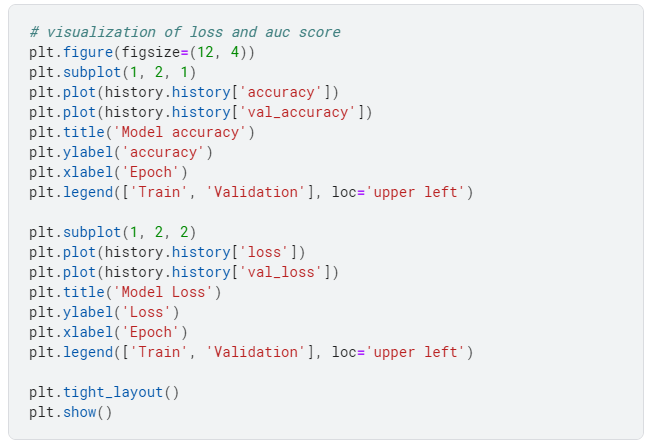 # visualization of loss and auc score
plt.figure(figsize=(12, 4))
plt.subplot(1, 2, 1)
plt.plot(history.history['accuracy'])
plt.plot(history.history['val_accuracy'])
plt.title('Model accuracy')
plt.ylabel('accuracy')
plt.xlabel('Epoch')
plt.legend(['Train', 'Validation'], loc='upper left')

plt.subplot(1, 2, 2)
plt.plot(history.history['loss'])
plt.plot(history.history['val_loss'])
plt.title('Model Loss')
plt.ylabel('Loss')
plt.xlabel('Epoch')
plt.legend(['Train', 'Validation'], loc='upper left')

plt.tight_layout()
plt.show()